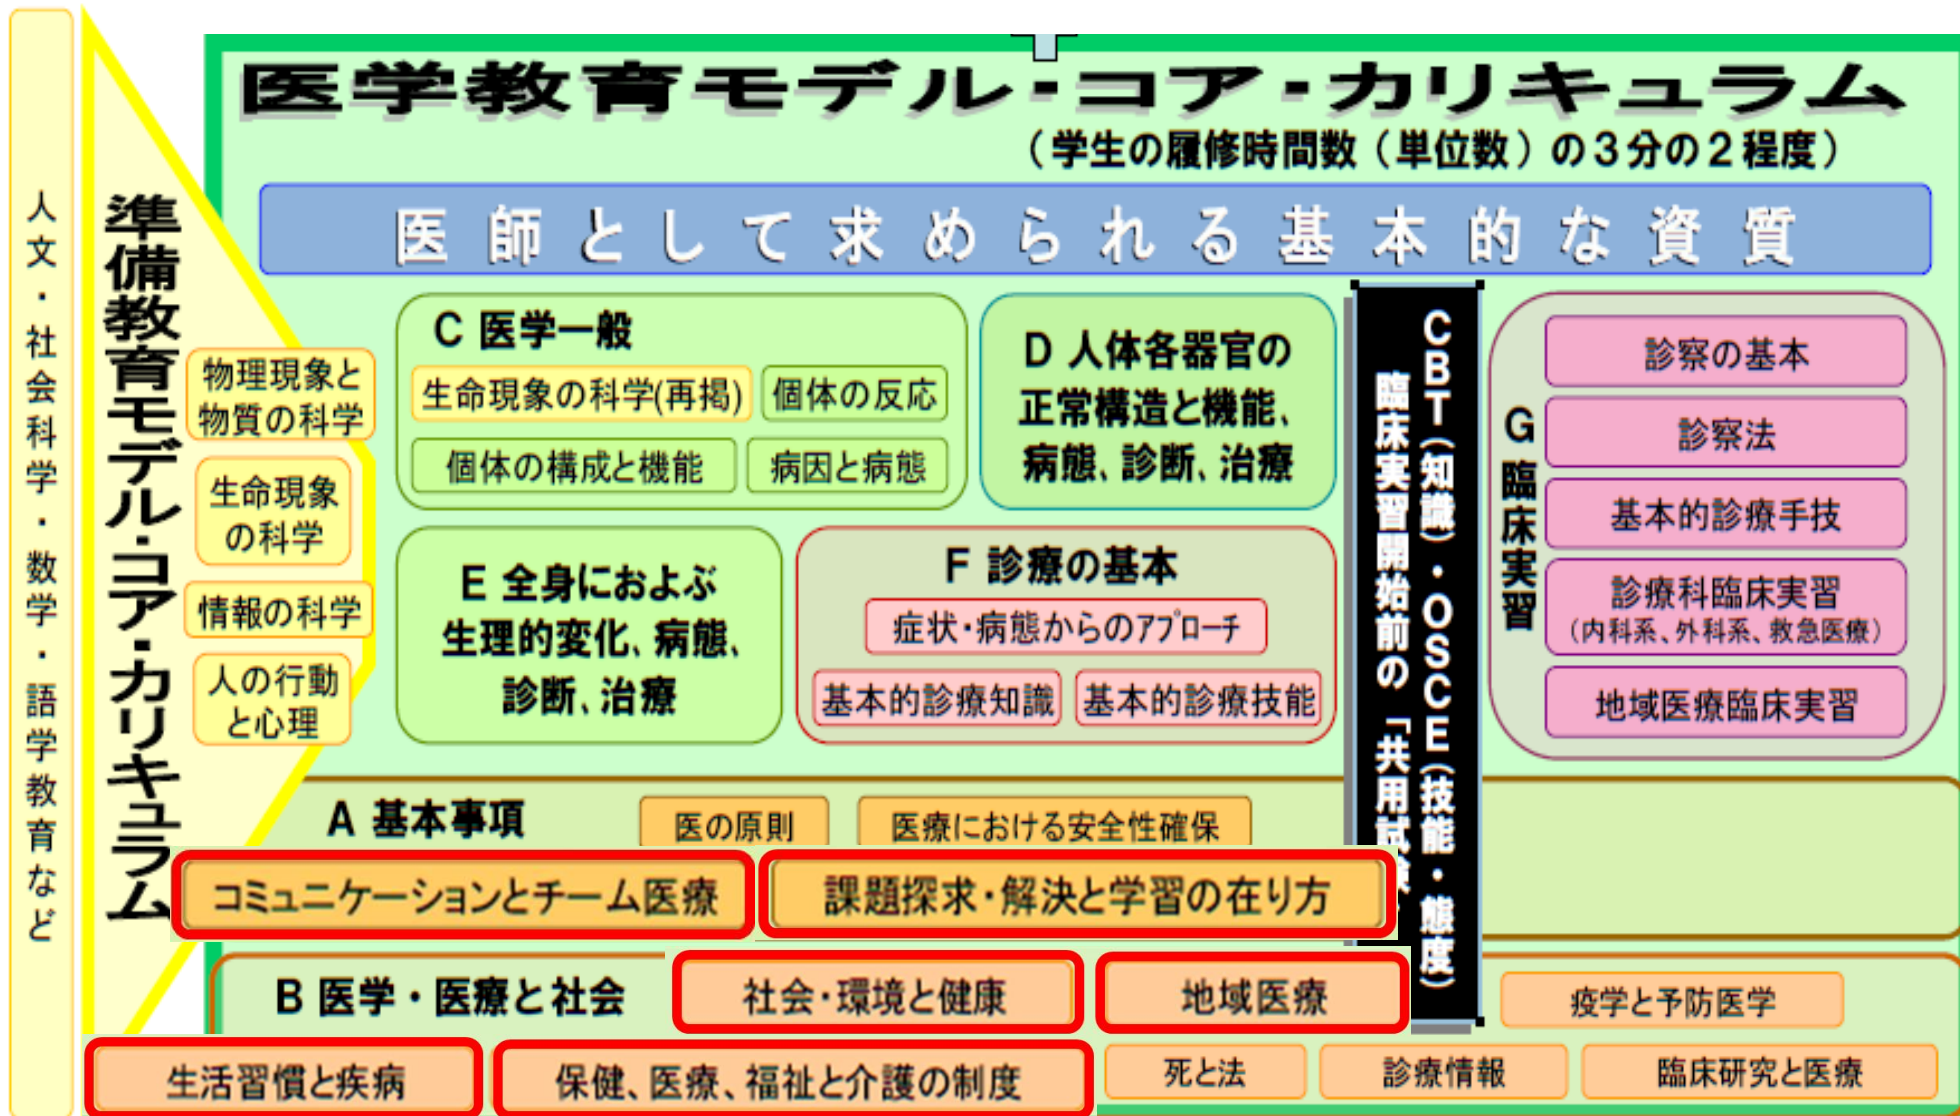 人文・社会科学・数学・語学教育など
準備教育モデル・コア・カリキュラム
物理現象と
物質の科学
生命現象
の科学
情報の科学
人の行動
と心理
医学教育モデル・コア・カリキュラム
（学生の履修時間数（単位数）の３分の２程度）
医師として求められる基本的な資質
C 医学一般
生命現象の科学(再掲)
個体の反応
個体の構成と機能
病因と病態
D 人体各器官の
正常構造と機能、
病態、診断、治療
E 全身におよぶ
生理的変化、病態、
診断、治療
F 診療の基本
症状・病態からのアプローチ
基本的診療知識
基本的診療技能
CBT(知識)・OSCE(技能・態度)
臨床実習開始前の「共用試験
G 臨床実習
診察の基本
診察法
基本的診療手技
診療科臨床実習
（内科系、外科系、救急医療）
地域医療臨床実習
A 基本事項
医の原則
医療における安全性確保
コミュニケーションとチーム医療
課題探求・解決と学習の在り方
B 医学・医療と社会
社会・環境と健康
地域医療
疫学と予防医学
生活習慣と疾病
保健、医療、福祉と介護の制度
死と法
診療情報
臨床研究と医療